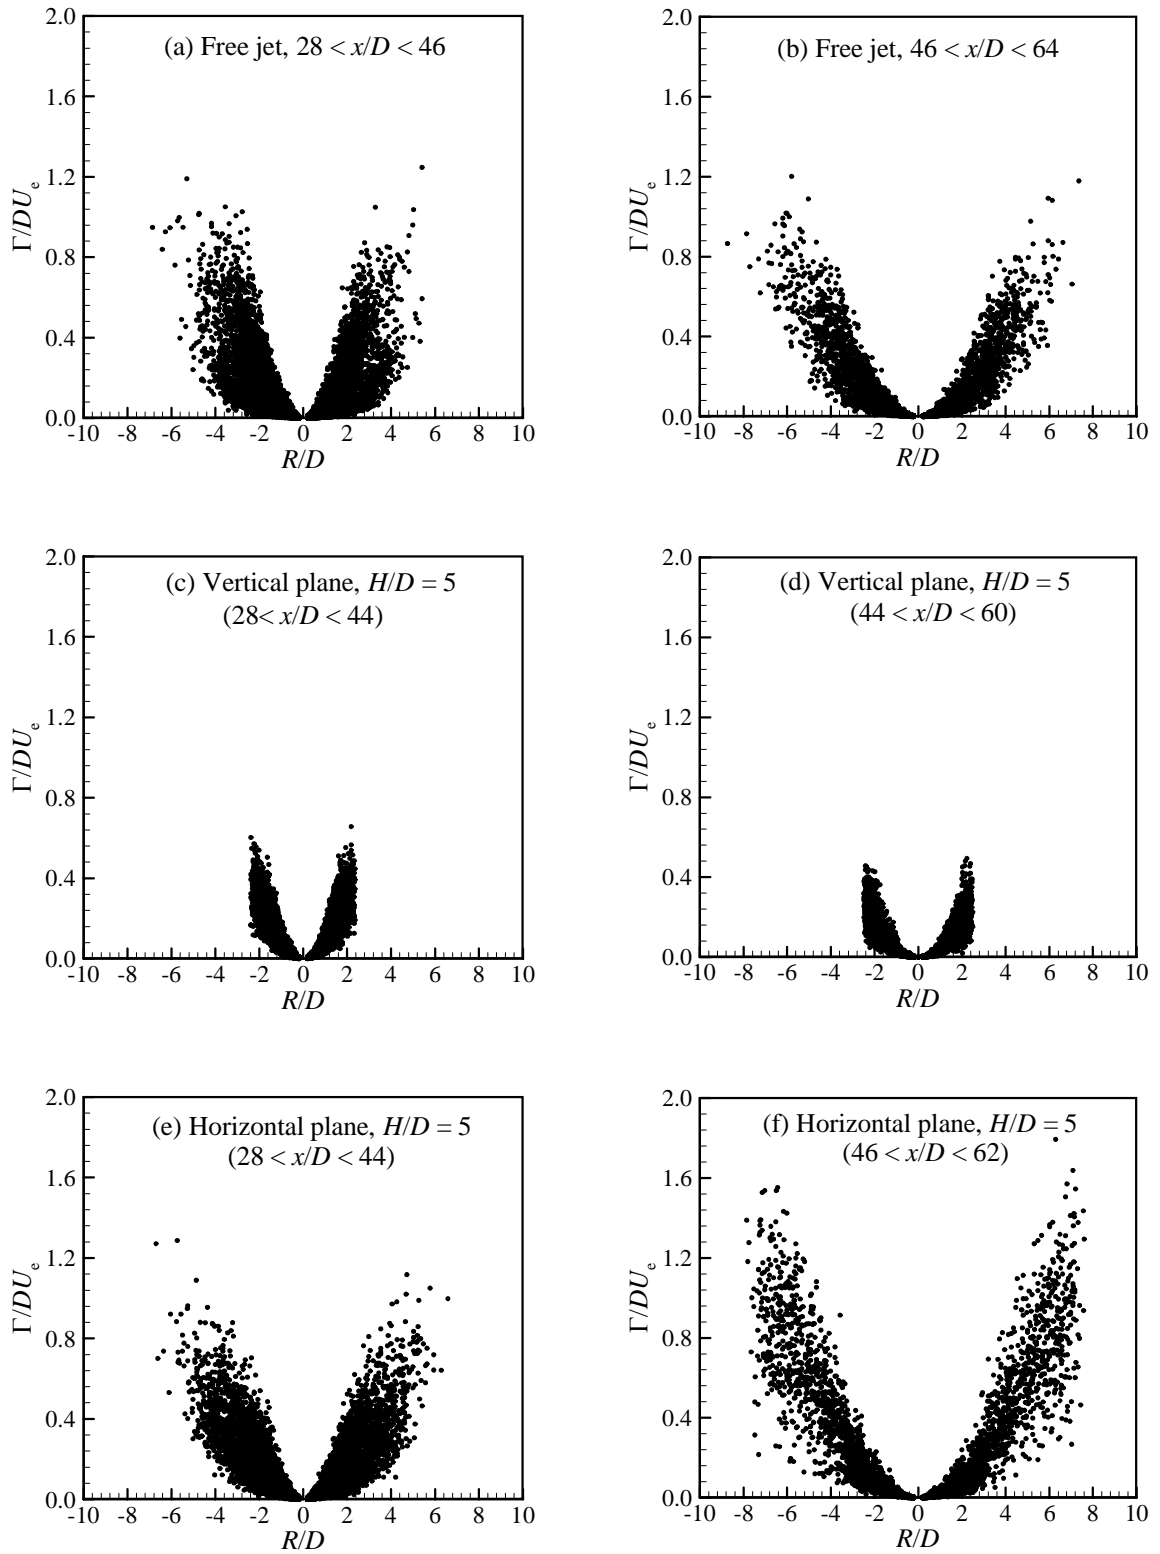 (a) Free jet, 28 < x/D < 46
2.0
1.6
1.2
0.8
0.4
0.0
Γ/DUₑ
-10 -8 -6 -4 -2 0 2 4 6 8 10
R/D
(b) Free jet, 46 < x/D < 64
2.0
1.6
1.2
0.8
0.4
0.0
Γ/DUₑ
-10 -8 -6 -4 -2 0 2 4 6 8 10
R/D
(c) Vertical plane, H/D = 5
(28< x/D < 44)
2.0
1.6
1.2
0.8
0.4
0.0
Γ/DUₑ
-10 -8 -6 -4 -2 0 2 4 6 8 10
R/D
(d) Vertical plane, H/D = 5
(44 < x/D < 60)
2.0
1.6
1.2
0.8
0.4
0.0
Γ/DUₑ
-10 -8 -6 -4 -2 0 2 4 6 8 10
R/D
(e) Horizontal plane, H/D = 5
(28 < x/D < 44)
2.0
1.6
1.2
0.8
0.4
0.0
Γ/DUₑ
-10 -8 -6 -4 -2 0 2 4 6 8 10
R/D
(f) Horizontal plane, H/D = 5
(46 < x/D < 62)
2.0
1.6
1.2
0.8
0.4
0.0
Γ/DUₑ
-10 -8 -6 -4 -2 0 2 4 6 8 10
R/D